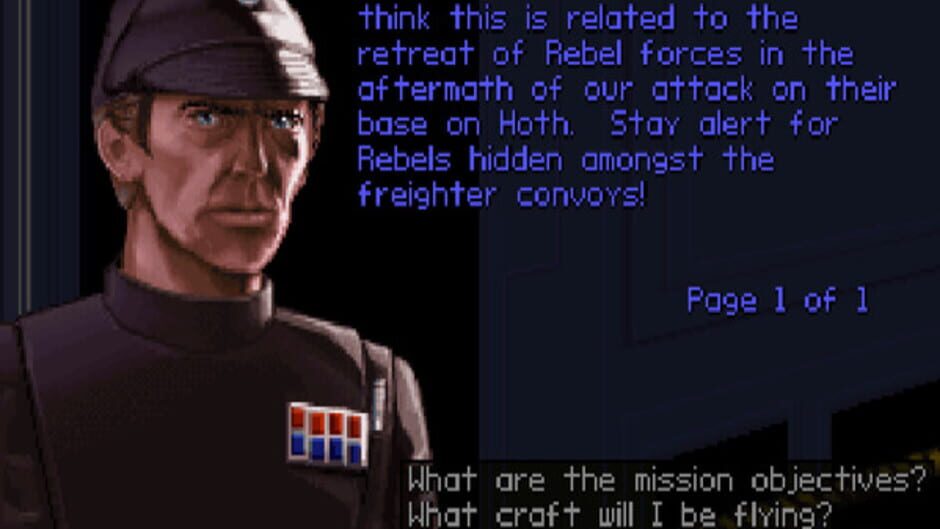 think this is related to the
retreat of Rebel forces in the
aftermath of our attack on their
base on Hoth. Stay alert for
Rebels hidden amongst the
freighter convoys!
Page 1 of 1
What are the mission objectives?
What craft will I be flying?